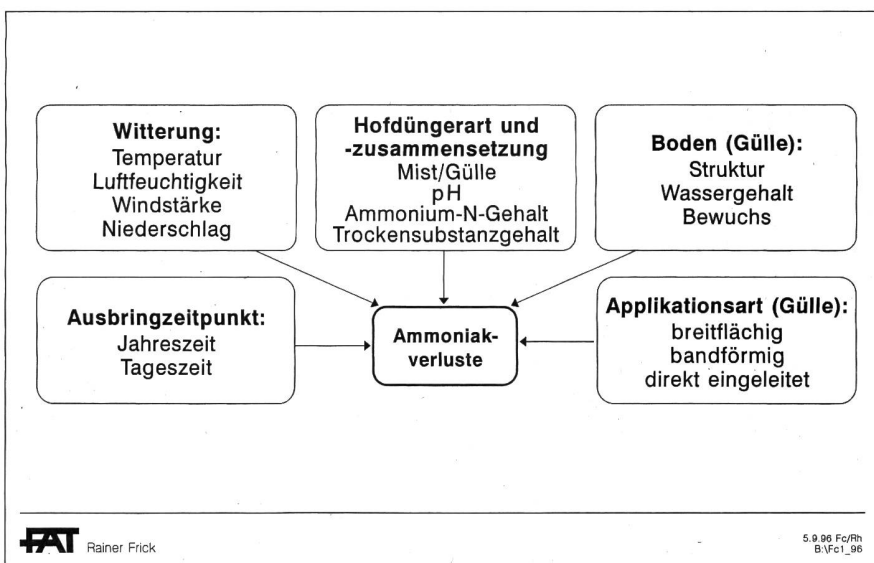 Witterung:
Temperatur
Luftfeuchtigkeit
Windstärke
Niederschlag
Hofdüngerart und
-zusammensetzung
Mist/Gülle
pH
Ammonium-N-Gehalt
Trockensubstanzgehalt
Boden (Gülle):
Struktur
Wassergehalt
Bewuchs
Ausbringzeitpunkt:
Jahreszeit
Tageszeit
Ammoniak-
verluste
Applikationsart (Gülle):
breitflächig
bandförmig
direkt eingeleitet
FAT Rainer Frick
5.9.96 Fc/Rh
B:\Fc1_96